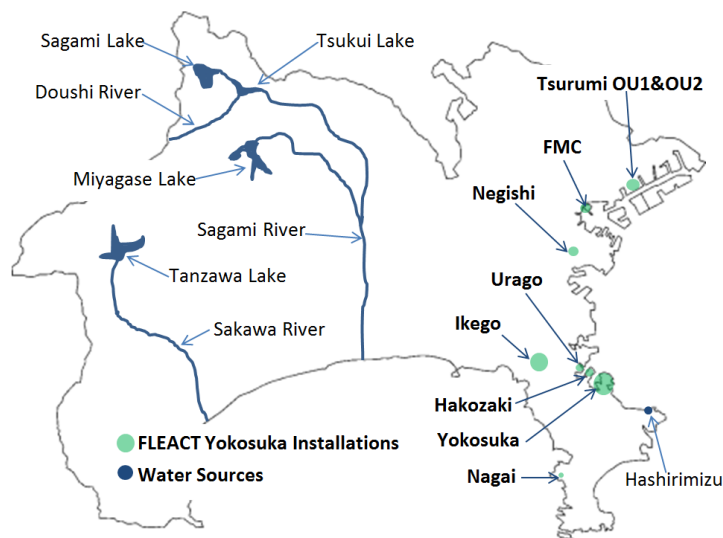 Sagami Lake
Tsukui Lake
Doushi River
Tsurumi OU1&OU2
FMC
Miyagase Lake
Negishi
Sagami River
Tanzawa Lake
Urago
Ikego
Sakawa River
Hakozaki
FLEACT Yokosuka Installations
Yokosuka
Water Sources
Nagai
Hashirimizu